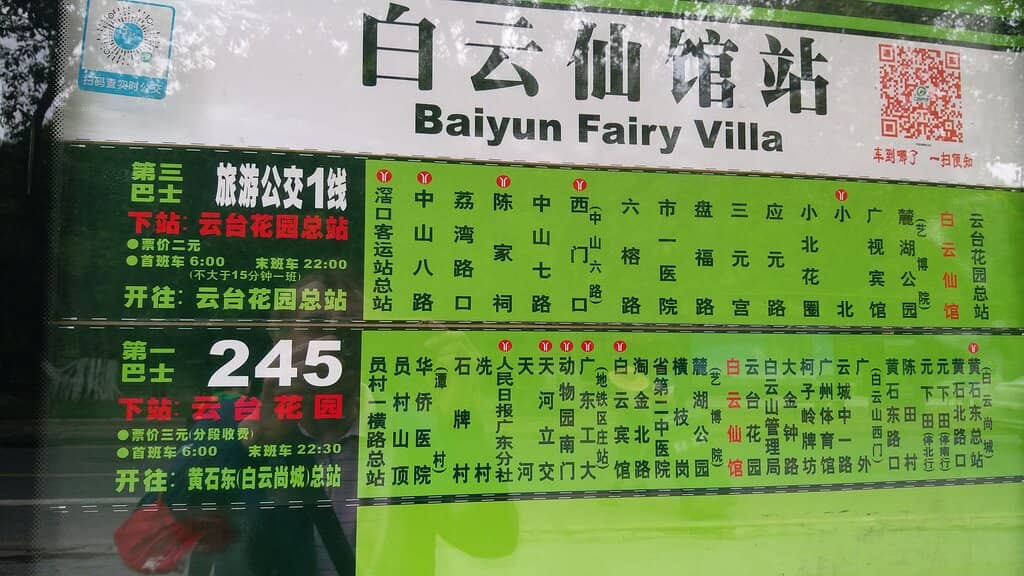 扫码查实时公交
白云仙馆站
Baiyun Fairy Villa
车到哪了 一扫便知
第三巴士
旅游公交1线
下站: 云台花园总站
●票价二元
●首班车 6:00 末班车 22:00
(不大于15分钟一班)
开往: 云台花园总站
滘口客运总站
中山八路
荔湾路口
陈家祠
中山七路
西门口(中山六路)
六榕路
市一医院
盘福路
三元宫
应元路
小北花圈
小北
广视宾馆
麓湖公园(艺博院)
白云仙馆
云台花园总站
第一巴士
245
下站: 云台花园
●票价三元(分段收费)
●首班车 6:00 末班车 22:30
开往: 黄石东(白云尚城)总站
员村一横路总站
员村山顶
华侨医院(潭村)
石牌村
冼村
人民日报广东分社
天河立交
动物园南门
广东工大(地铁区庄站)
白云宾馆
淘金北路
省第二中医院
横枝岗
麓湖公园(艺博院)
白云仙馆
云台花园
白云山管理局
大金钟路
柯子岭牌坊
广州体育馆
云城中一路
广外(白云山西门)
黄石东路口
陈田村
元下田(停北行)
元下田(停南行)
黄石北路口
黄石东总站(白云尚城)